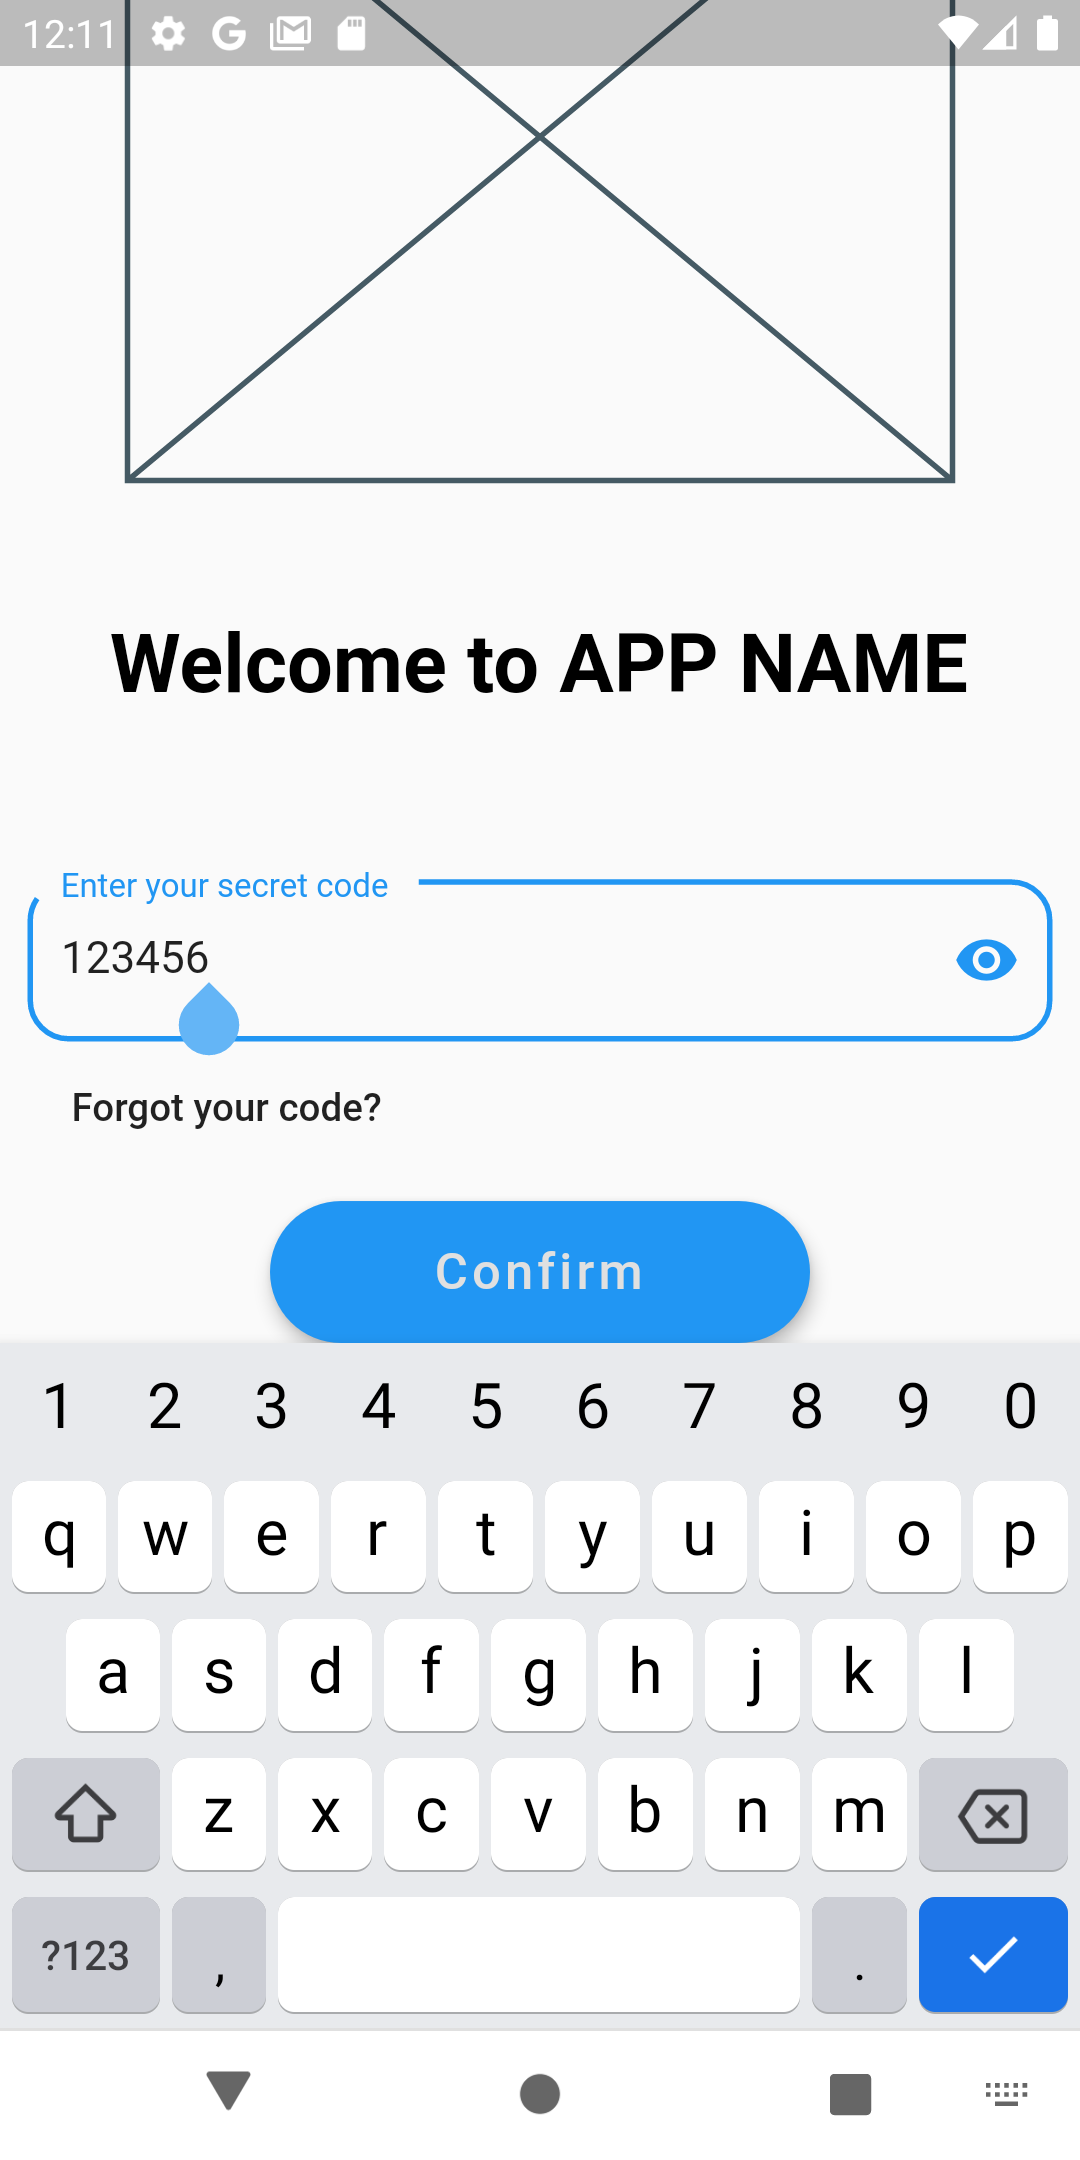 12:11
Welcome to APP NAME
Enter your secret code
123456
Forgot your code?
Confirm
1 2 3 4 5 6 7 8 9 0
q w e r t y u i o p
a s d f g h j k l
z x c v b n m
?123 , .